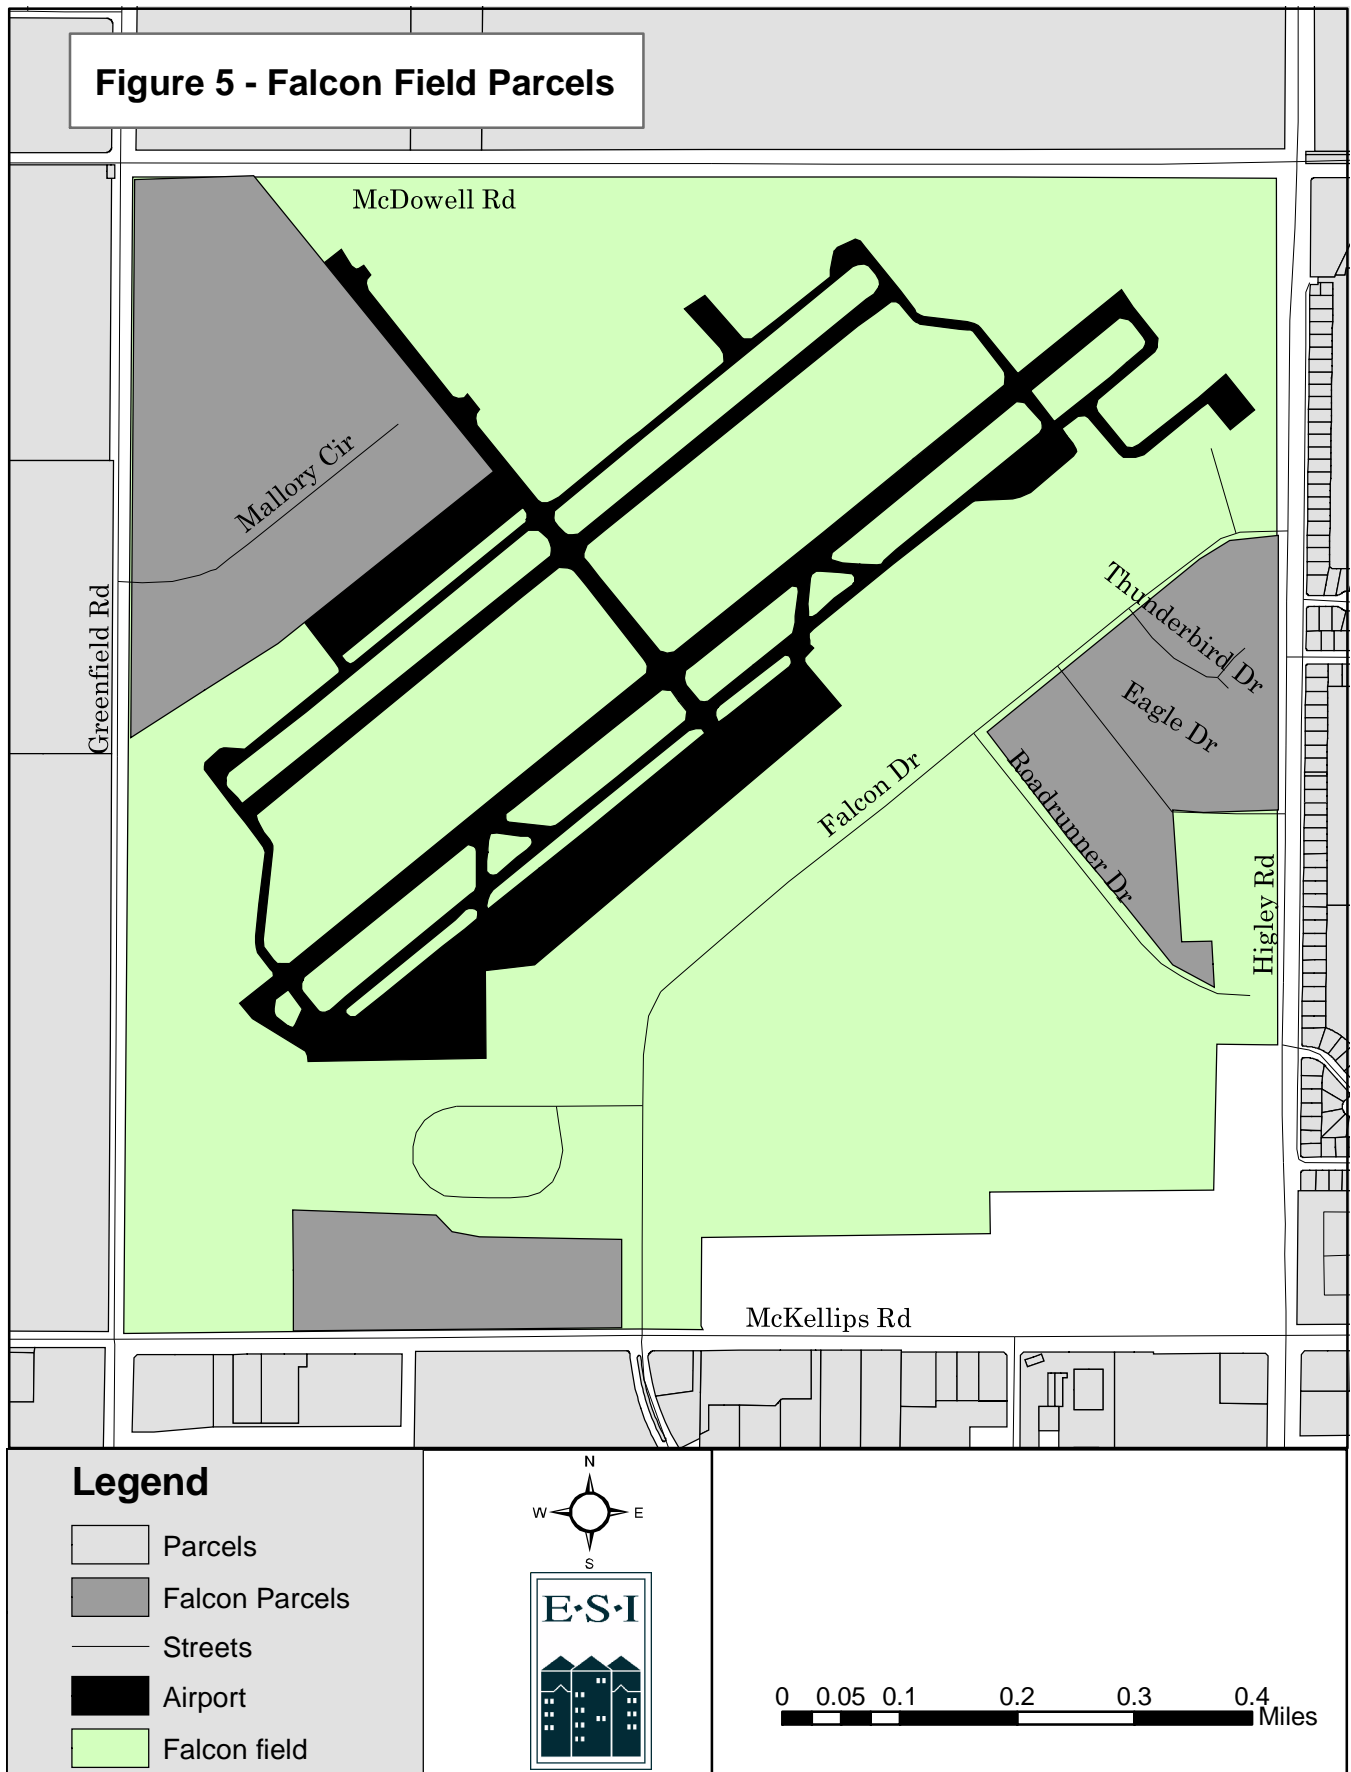 Figure 5 - Falcon Field Parcels
McDowell Rd
Mallory Cir
Greenfield Rd
Thunderbird Dr
Eagle Dr
Roadrunner Dr
Falcon Dr
Higley Rd
McKellips Rd
Legend
Parcels
Falcon Parcels
Streets
Airport
Falcon field
N
W E
S
E·S·I
0 0.05 0.1 0.2 0.3 0.4
Miles